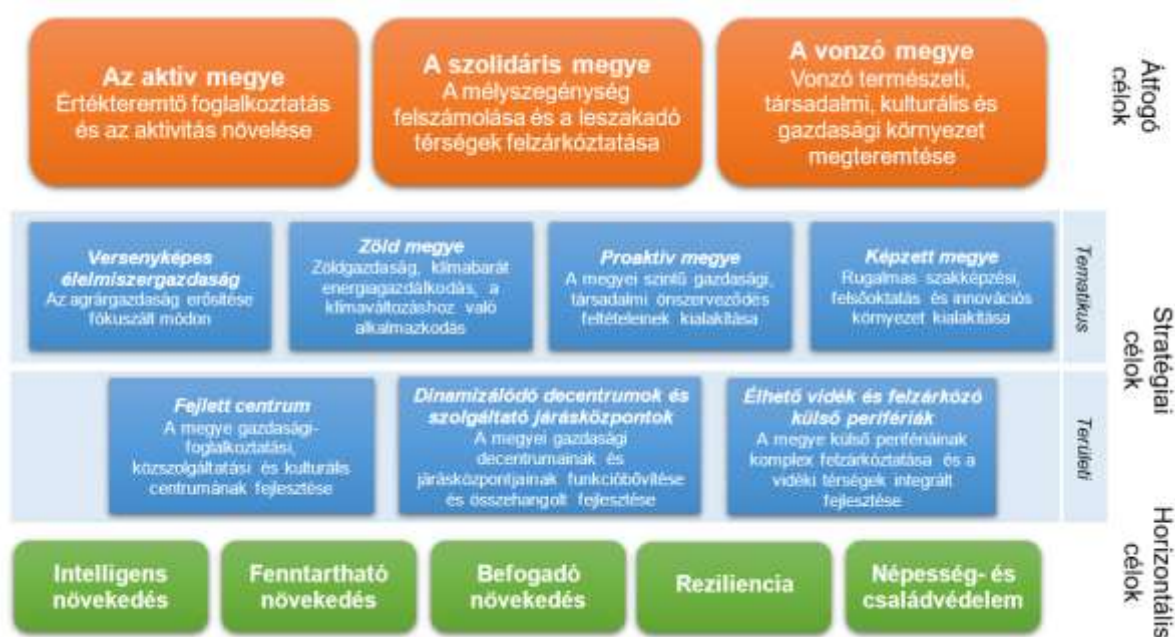 Az aktív megye
Értékteremtő foglalkoztatás
és az aktivitás növelése
A szolidáris megye
A mélyszegénység
felszámolása és a leszakadó
térségek felzárkóztatása
A vonzó megye
Vonzó természeti,
társadalmi, kulturális és
gazdasági környezet
megteremtése
Átfogó
célok
Versenyképes
élelmiszergazdaság
Az agrárgazdaság erősítése
fókuszált módon
Zöld megye
Zöldgazdaság, klímabarát
energiagazdálkodás, a
klímaváltozáshoz való
alkalmazkodás
Proaktív megye
A megyei szintű gazdasági,
társadalmi önszerveződés
feltételeinek kialakítása
Képzett megye
Rugalmas szakképzési,
felsőoktatás és innovációs
környezet kialakítása
Tematikus
Stratégiai
célok
Fejlett centrum
A megye gazdasági-
foglalkoztatási,
közszolgáltatási és kulturális
centrumának fejlesztése
Dinamizálódó decentrumok és
szolgáltató járásközpontok
A megyei gazdasági
decentrumainak és
járásközpontjainak funkcióbővítése
és összehangolt fejlesztése
Élhető vidék és felzárkózó
külső perifériák
A megye külső perifériáinak
komplex felzárkóztatása és a
vidéki térségek integrált
fejlesztése
Területi
Intelligens
növekedés
Fenntartható
növekedés
Befogadó
növekedés
Reziliencia
Népesség- és
családvédelem
Horizontális
célok